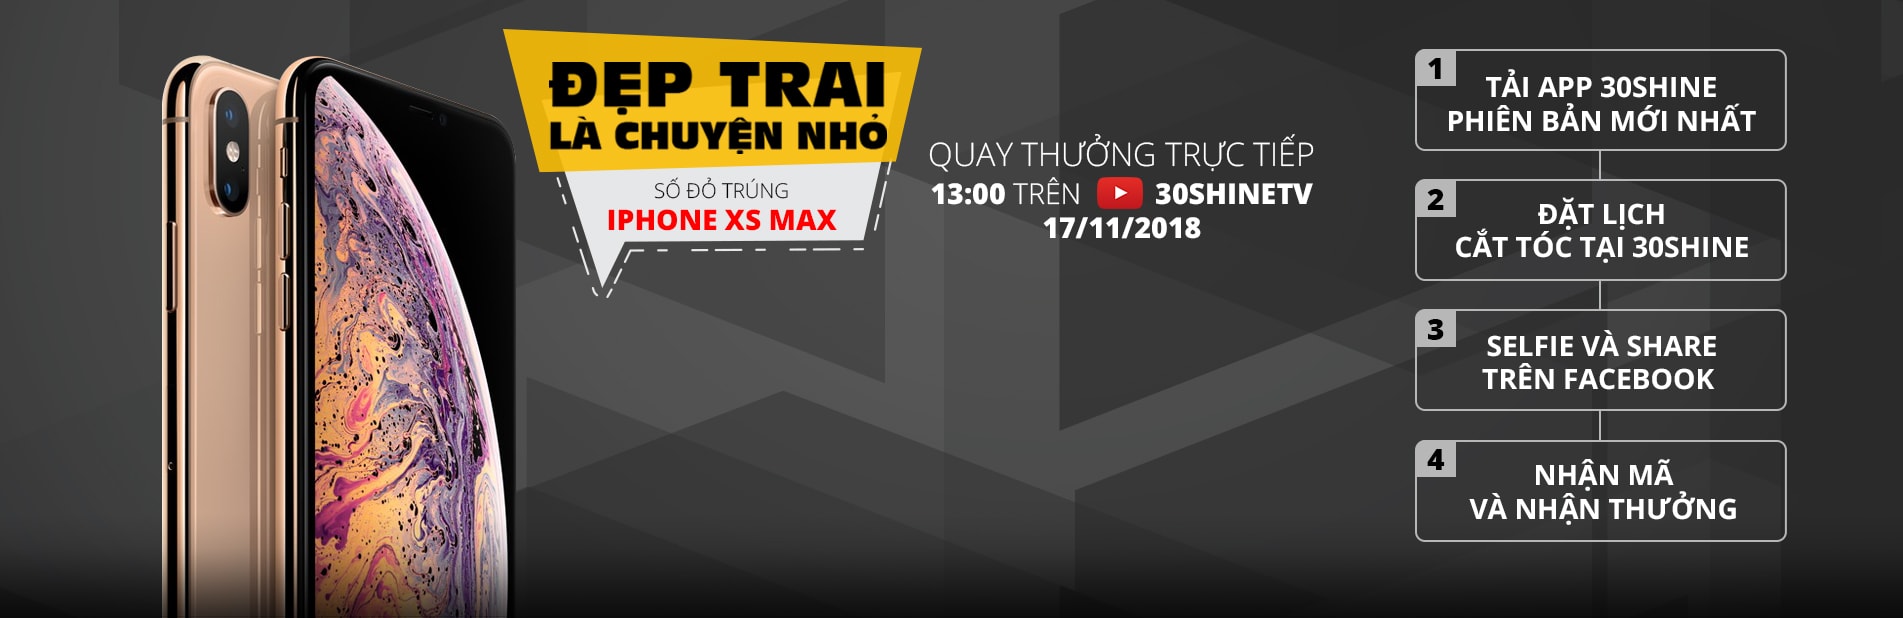 ĐẸP TRAI
LÀ CHUYỆN NHỎ
SỐ ĐỎ TRÚNG
IPHONE XS MAX
QUAY THƯỞNG TRỰC TIẾP
13:00 TRÊN 30SHINETV
17/11/2018
1
TẢI APP 30SHINE
PHIÊN BẢN MỚI NHẤT
2
ĐẶT LỊCH
CẮT TÓC TẠI 30SHINE
3
SELFIE VÀ SHARE
TRÊN FACEBOOK
4
NHẬN MÃ
VÀ NHẬN THƯỞNG